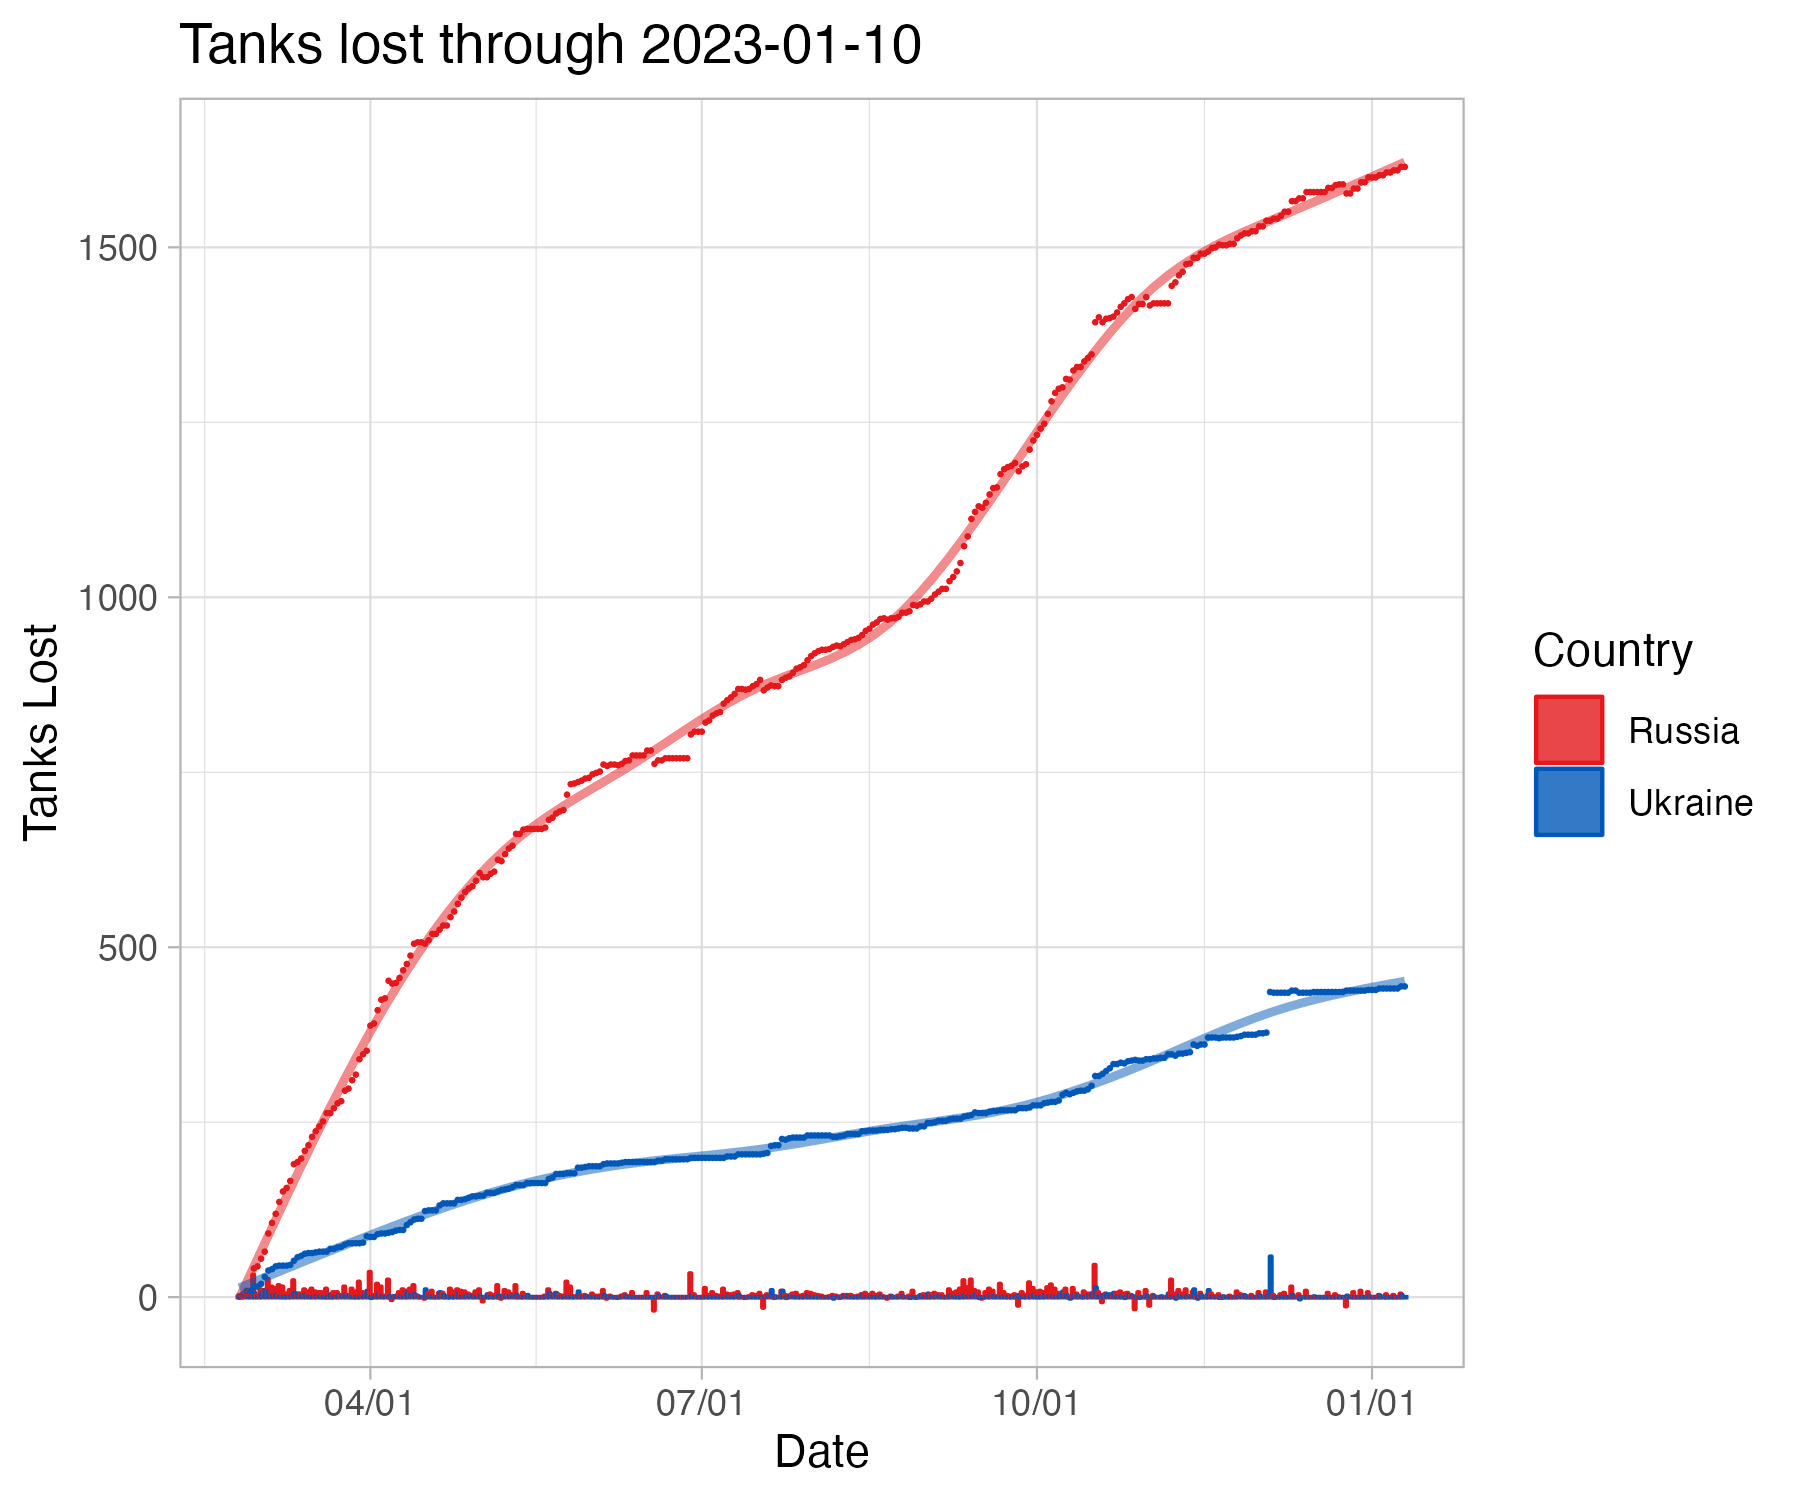 Tanks lost through 2023-01-10
Tanks Lost
1500
1000
500
0
04/01
07/01
10/01
01/01
Date
Country
Russia
Ukraine